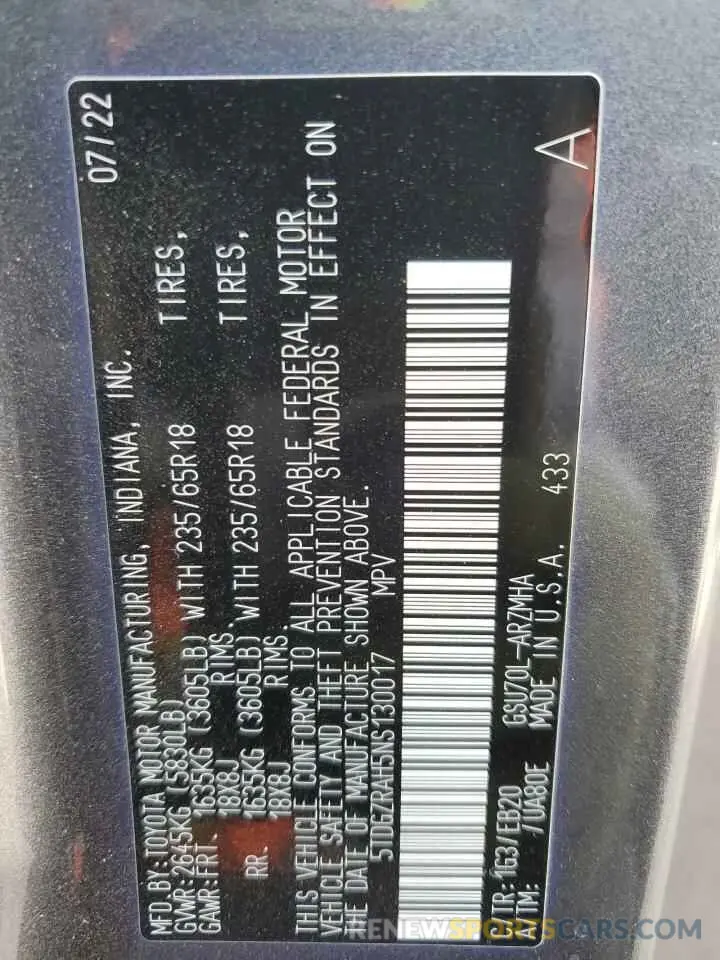 MFD. BY: TOYOTA MOTOR MANUFACTURING, INDIANA, INC. 07/22
GVWR: 2645KG (5830LB)
GAWR: FRT. 1635KG (3605LB) WITH 235/65R18 TIRES,
18X8J RIMS,
RR. 1635KG (3605LB) WITH 235/65R18 TIRES,
18X8J RIMS.
THIS VEHICLE CONFORMS TO ALL APPLICABLE FEDERAL MOTOR
VEHICLE SAFETY AND THEFT PREVENTION STANDARDS IN EFFECT ON
THE DATE OF MANUFACTURE SHOWN ABOVE.
5TDGZRAH5NS130017 MPV
A
C/TR: 1G3/EB20 GSU70L-ARZMHA
A/TM: /UA80E MADE IN U.S.A. 433
RENEWSPORTSCAR.COM